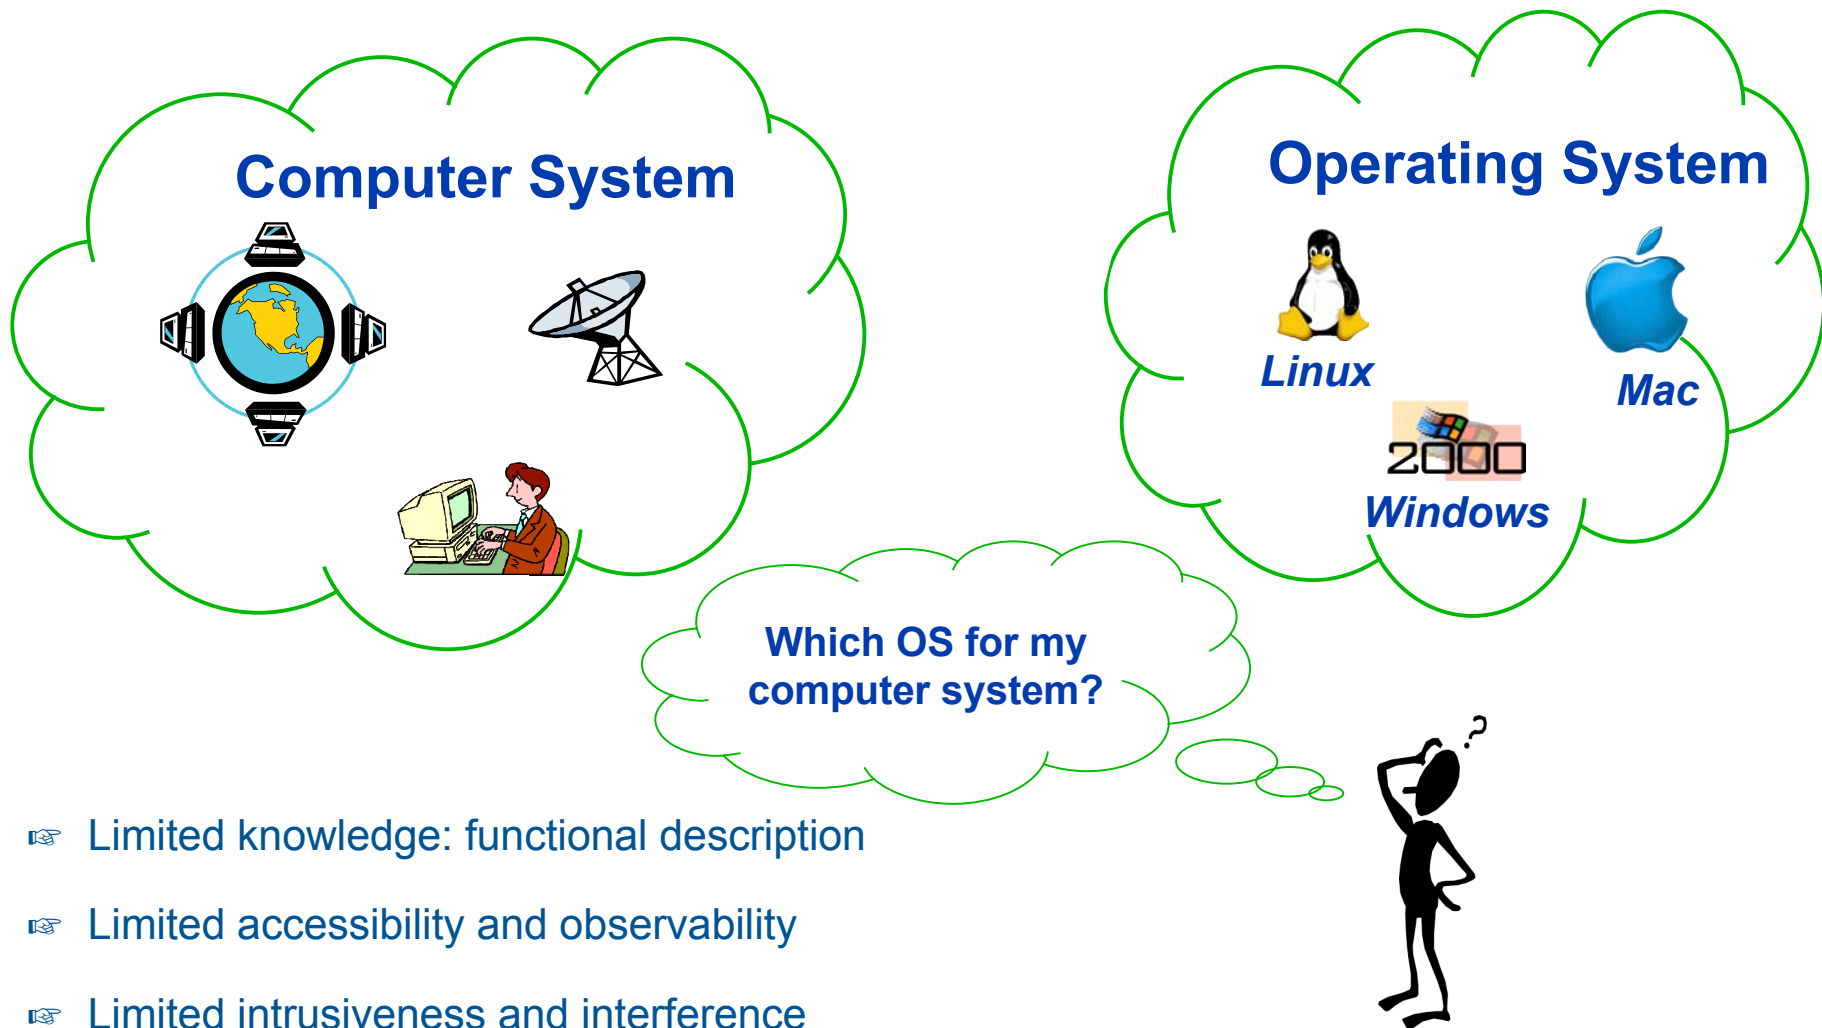 Computer System
Operating System
Linux
Mac
2000
Windows
Which OS for my
computer system?
?
☞ Limited knowledge: functional description
☞ Limited accessibility and observability
☞ Limited intrusiveness and interference